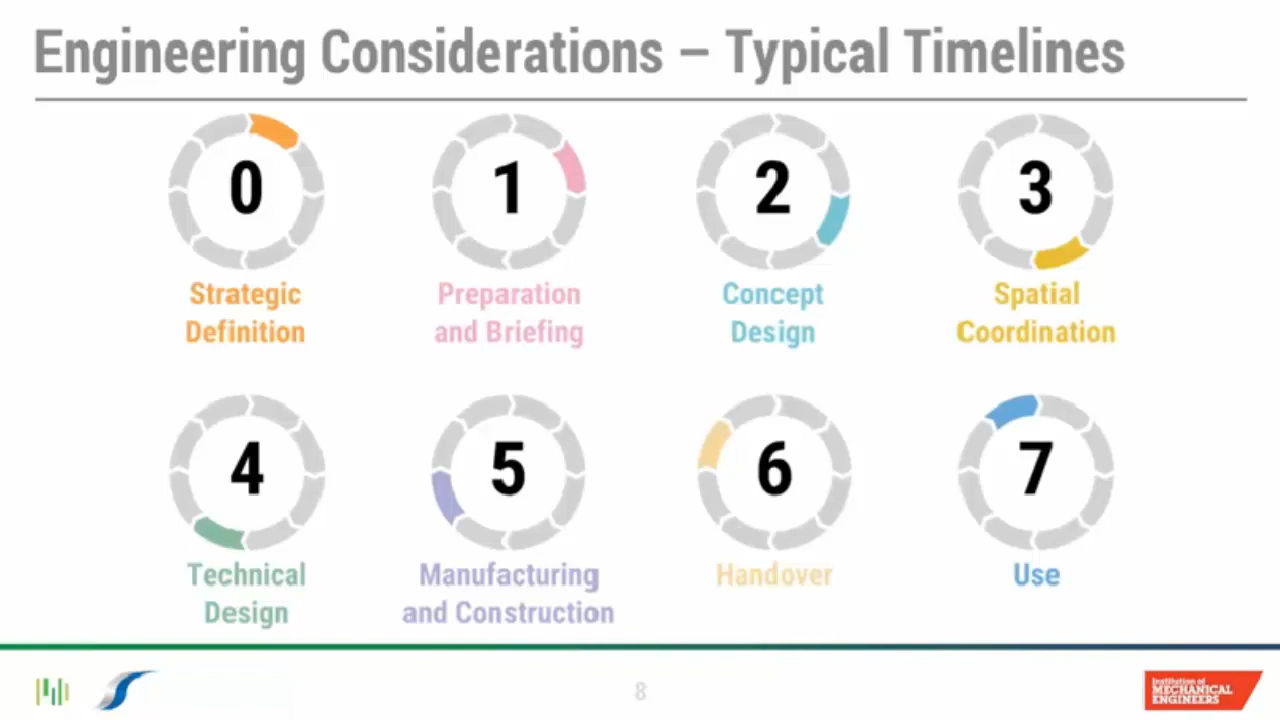 Engineering Considerations – Typical Timelines
0
1
2
3
Strategic
Definition
Preparation
and Briefing
Concept
Design
Spatial
Coordination
4
5
6
7
Technical
Design
Manufacturing
and Construction
Handover
Use
8
Institution of
MECHANICAL
ENGINEERS